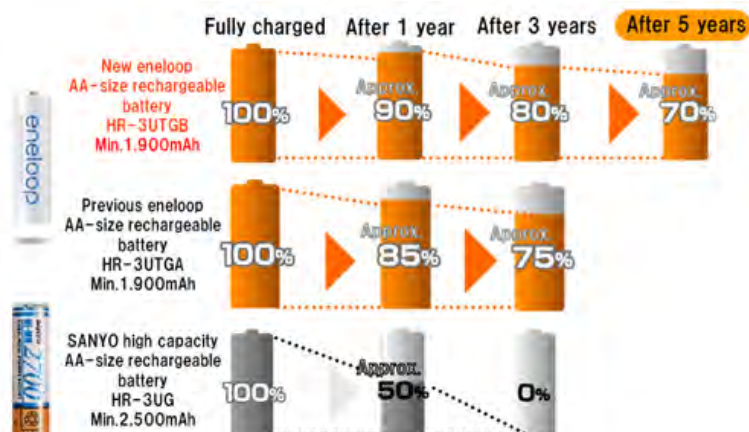 Fully charged
After 1 year
After 3 years
After 5 years
New eneloop
AA-size rechargeable
battery
HR-3UTGB
Min.1.900mAh
100%
Approx.
90%
Approx.
80%
Approx.
70%
eneloop
Previous eneloop
AA-size rechargeable
battery
HR-3UTGA
Min.1.900mAh
100%
Approx.
85%
Approx.
75%
SANYO high capacity
AA-size rechargeable
battery
HR-3UG
Min.2.500mAh
100%
Approx.
50%
0%
2700